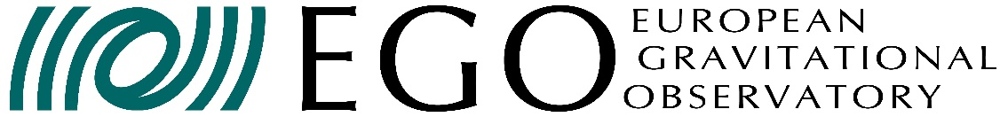 EGO
EUROPEAN
GRAVITATIONAL
OBSERVATORY